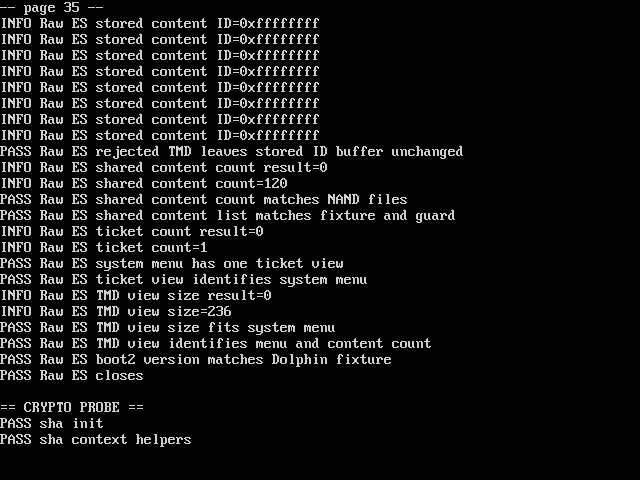 -- page 35 --
INFO Raw ES stored content ID=0xffffffff
INFO Raw ES stored content ID=0xffffffff
INFO Raw ES stored content ID=0xffffffff
INFO Raw ES stored content ID=0xffffffff
INFO Raw ES stored content ID=0xffffffff
INFO Raw ES stored content ID=0xffffffff
INFO Raw ES stored content ID=0xffffffff
INFO Raw ES stored content ID=0xffffffff
PASS Raw ES rejected TMD leaves stored ID buffer unchanged
INFO Raw ES shared content count result=0
INFO Raw ES shared content count=120
PASS Raw ES shared content count matches NAND files
PASS Raw ES shared content list matches fixture and guard
INFO Raw ES ticket count result=0
INFO Raw ES ticket count=1
PASS Raw ES system menu has one ticket view
PASS Raw ES ticket view identifies system menu
INFO Raw ES TMD view size result=0
INFO Raw ES TMD view size=236
PASS Raw ES TMD view size fits system menu
PASS Raw ES TMD view identifies menu and content count
PASS Raw ES boot2 version matches Dolphin fixture
PASS Raw ES closes
== CRYPTO PROBE ==
PASS sha init
PASS sha context helpers